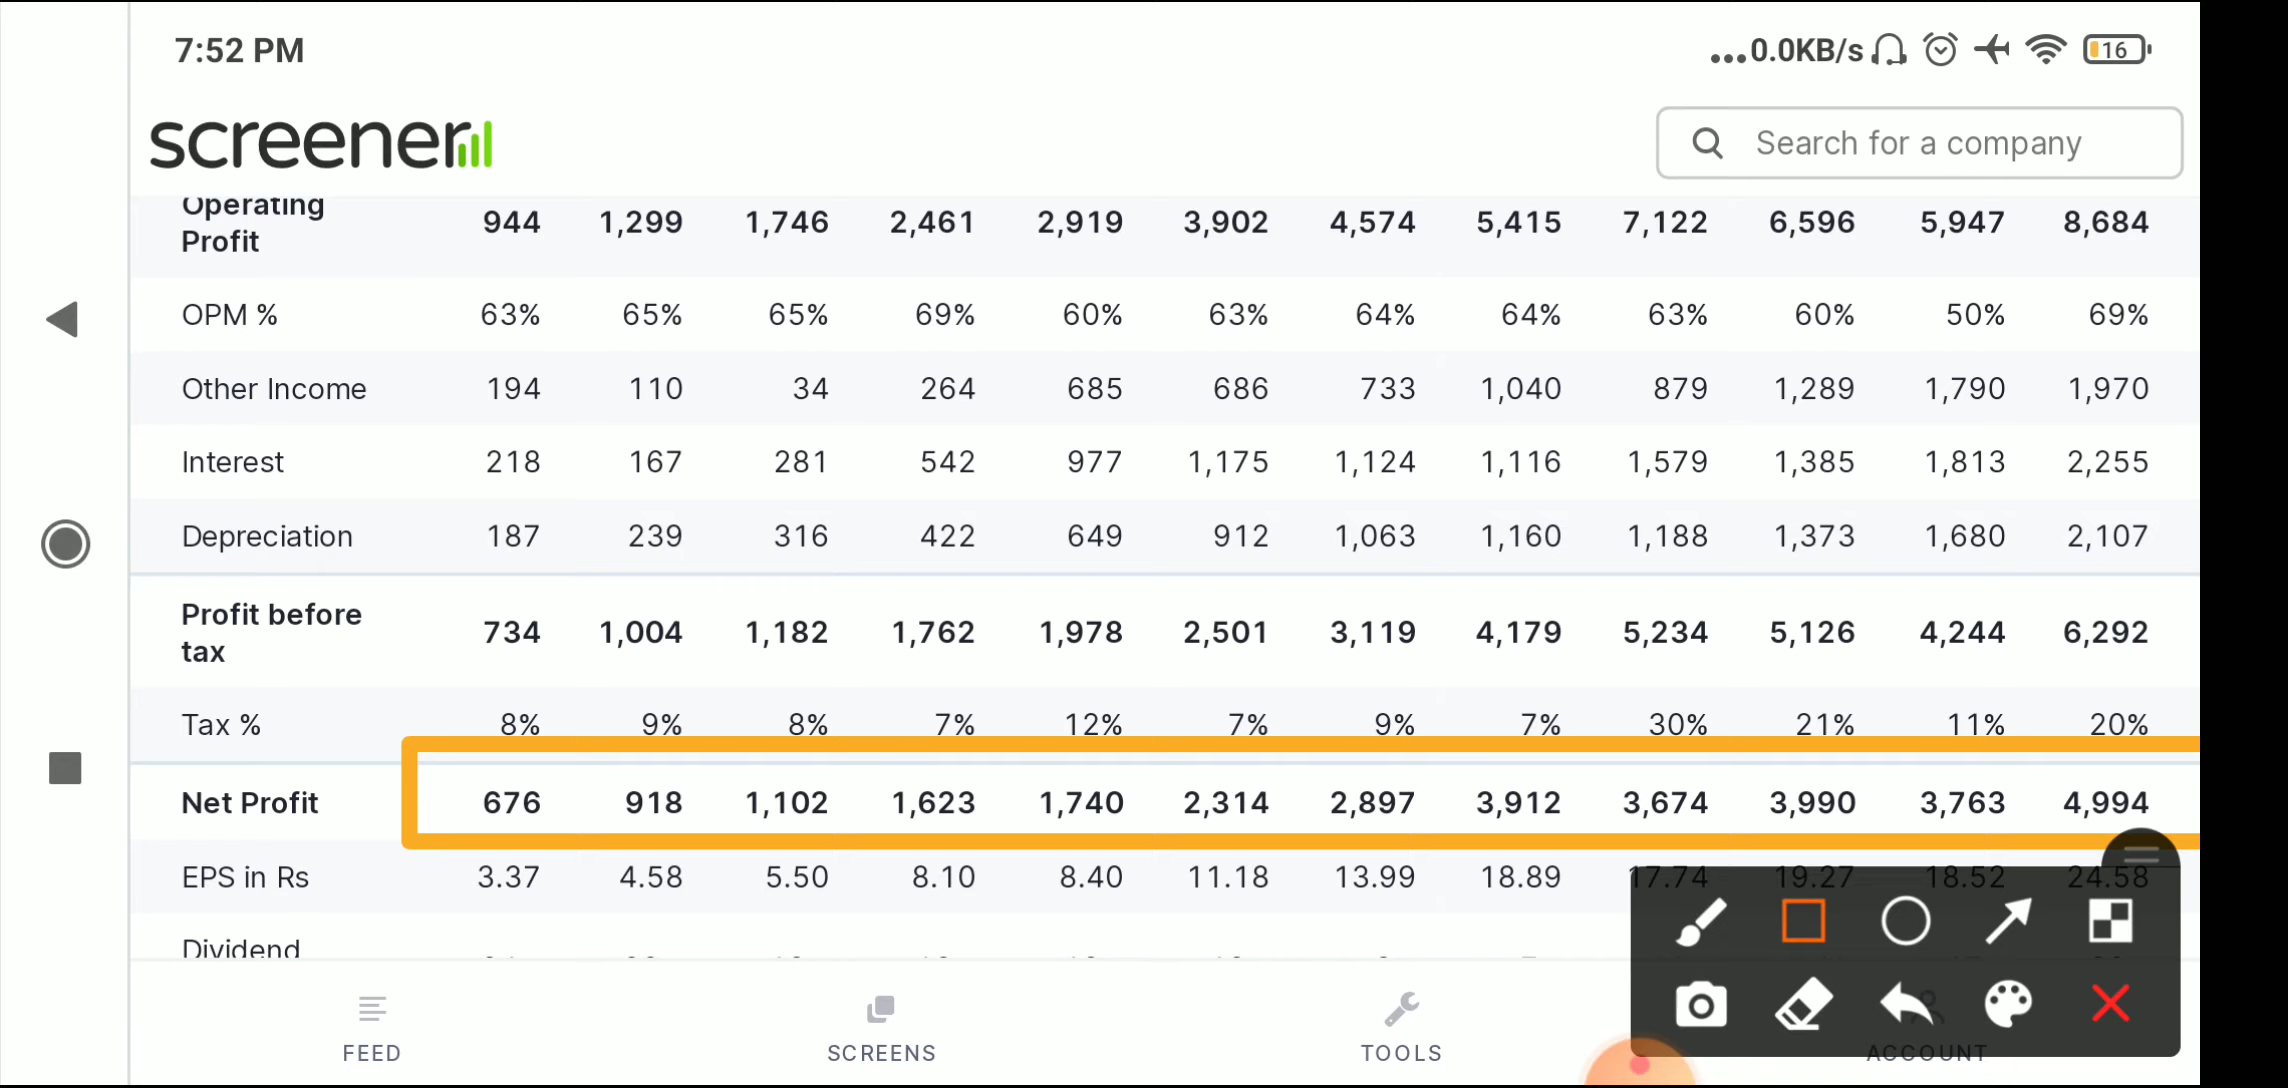 7:52 PM
...0.0KB/s 16
screener
Search for a company
Operating
Profit 944 1,299 1,746 2,461 2,919 3,902 4,574 5,415 7,122 6,596 5,947 8,684
OPM % 63% 65% 65% 69% 60% 63% 64% 64% 63% 60% 50% 69%
Other Income 194 110 34 264 685 686 733 1,040 879 1,289 1,790 1,970
Interest 218 167 281 542 977 1,175 1,124 1,116 1,579 1,385 1,813 2,255
Depreciation 187 239 316 422 649 912 1,063 1,160 1,188 1,373 1,680 2,107
Profit before
tax 734 1,004 1,182 1,762 1,978 2,501 3,119 4,179 5,234 5,126 4,244 6,292
Tax % 8% 9% 8% 7% 12% 7% 9% 7% 30% 21% 11% 20%
Net Profit 676 918 1,102 1,623 1,740 2,314 2,897 3,912 3,674 3,990 3,763 4,994
EPS in Rs 3.37 4.58 5.50 8.10 8.40 11.18 13.99 18.89 17.74 19.27 18.52 24.58
Dividend
FEED SCREENS TOOLS ACCOUNT